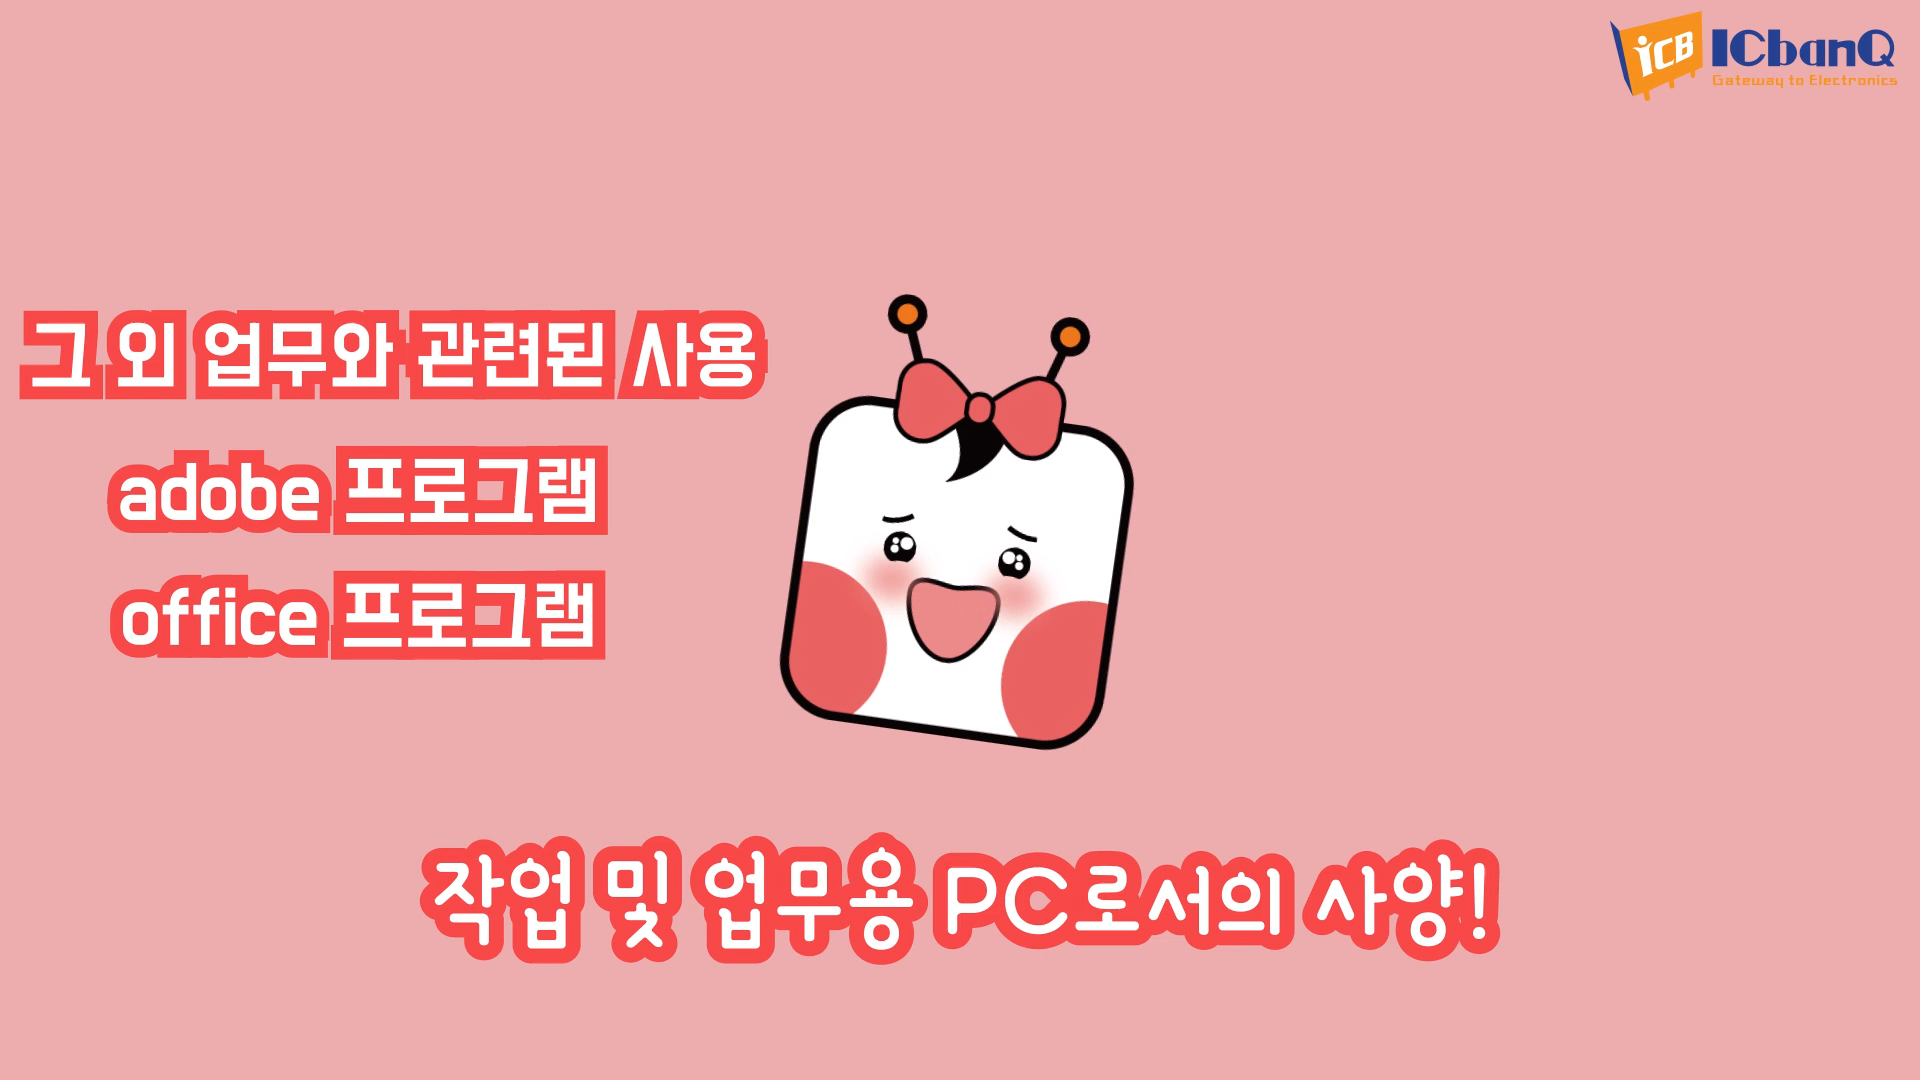 iCB ICbanQ
Gateway to Electronics
그 외 업무와 관련된 사용
adobe 프로그램
office 프로그램
작업 및 업무용 PC로서의 사양!